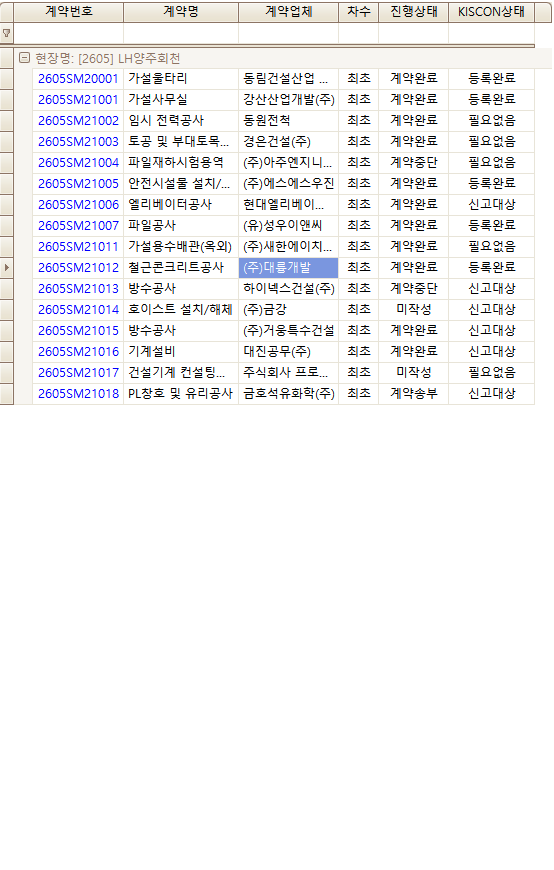 계약번호 계약명 계약업체 차수 진행상태 KISCON상태
현장명: [2605] LH양주회천
2605SM20001 가설울타리 동림건설산업 ... 최초 계약완료 등록완료
2605SM21001 가설사무실 강산산업개발(주) 최초 계약완료 등록완료
2605SM21002 임시 전력공사 동원전척 최초 계약완료 필요없음
2605SM21003 토공 및 부대토목... 경은건설(주) 최초 계약완료 필요없음
2605SM21004 파일재하시험용역 (주)아주엔지니... 최초 계약중단 필요없음
2605SM21005 안전시설물 설치/... (주)에스에스우진 최초 계약완료 등록완료
2605SM21006 엘리베이터공사 현대엘리베이... 최초 계약완료 신고대상
2605SM21007 파일공사 (유)성우이앤씨 최초 계약완료 등록완료
2605SM21011 가설용수배관(옥외) (주)새한에이치... 최초 계약완료 필요없음
2605SM21012 철근콘크리트공사 (주)대륭개발 최초 계약완료 등록완료
2605SM21013 방수공사 하이넥스건설(주) 최초 계약중단 신고대상
2605SM21014 호이스트 설치/해체 (주)금강 최초 미작성 신고대상
2605SM21015 방수공사 (주)거웅특수건설 최초 계약완료 신고대상
2605SM21016 기계설비 대진공무(주) 최초 계약완료 신고대상
2605SM21017 건설기계 컨설팅... 주식회사 프로... 최초 미작성 필요없음
2605SM21018 PL창호 및 유리공사 금호석유화학(주) 최초 계약송부 신고대상